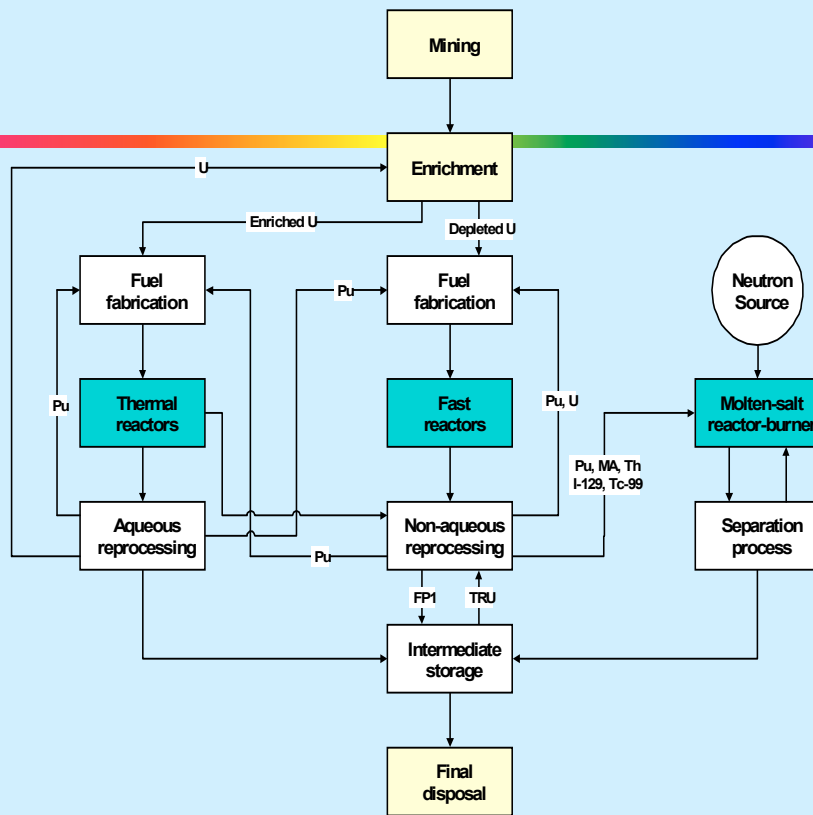 Mining
Enrichment
U
Enriched U
Depleted U
Fuel
fabrication
Pu
Fuel
fabrication
Neutron
Source
Pu
Thermal
reactors
Fast
reactors
Pu, U
Molten-salt
reactor-burner
Pu, MA, Th
I-129, Tc-99
Aqueous
reprocessing
Pu
Non-aqueous
reprocessing
Separation
process
FP1
TRU
Intermediate
storage
Final
disposal